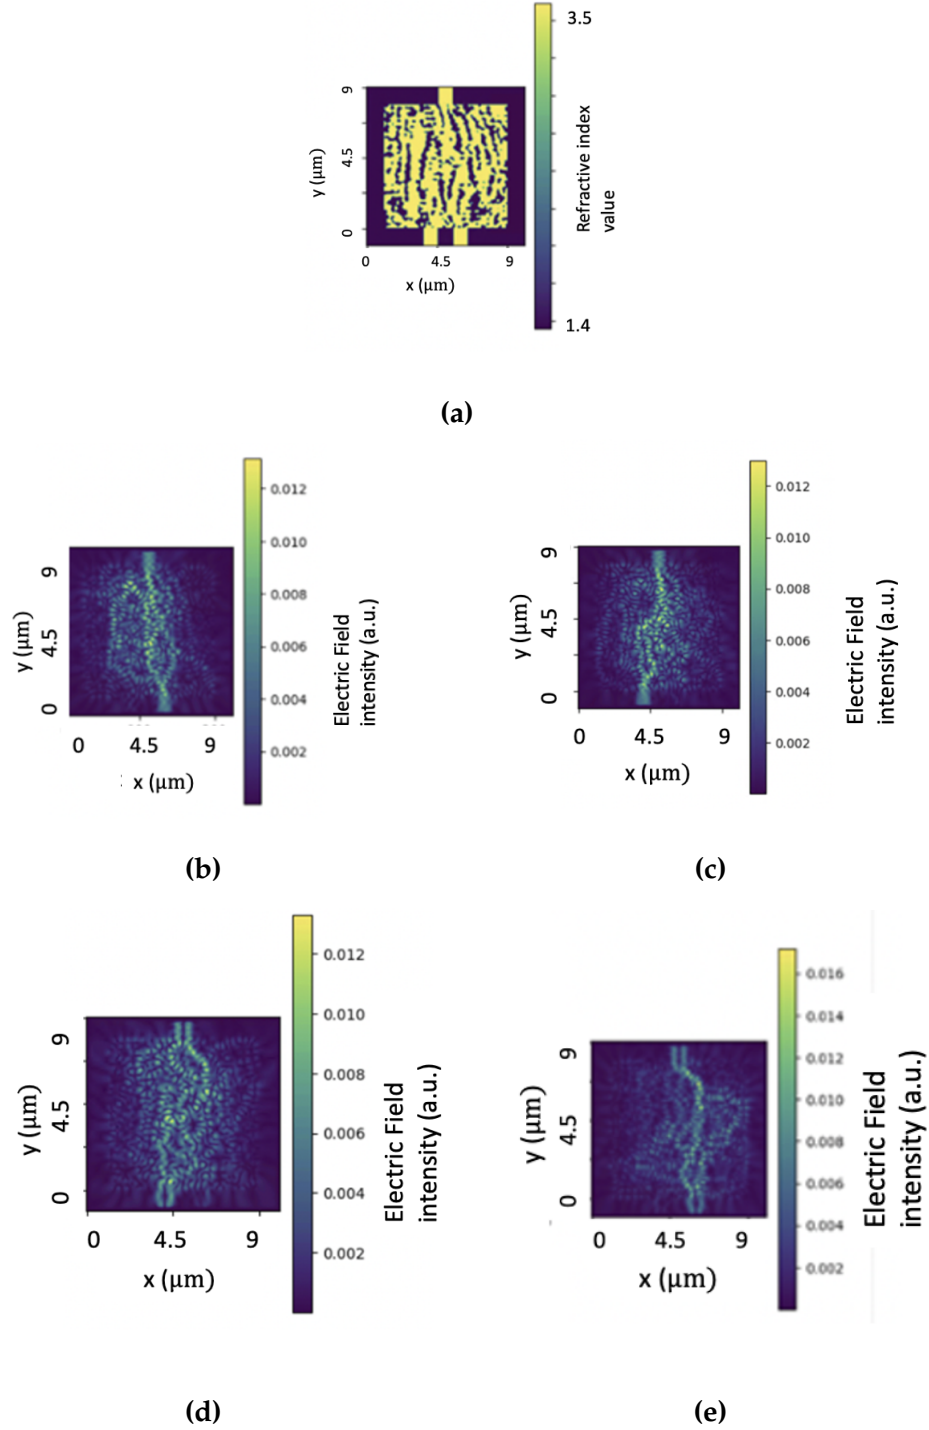 3.5
Refractive index
value
1.4
y (μm)
9
4.5
0
0 4.5 9
x (μm)
(a)
0.012
0.010
0.008
0.006
0.004
0.002
Electric Field
intensity (a.u.)
y (μm)
9
4.5
0
0 4.5 9
x (μm)
(b)
0.012
0.010
0.008
0.006
0.004
0.002
Electric Field
intensity (a.u.)
y (μm)
9
4.5
0
0 4.5 9
x (μm)
(c)
0.012
0.010
0.008
0.006
0.004
0.002
Electric Field
intensity (a.u.)
y (μm)
9
4.5
0
0 4.5 9
x (μm)
(d)
0.016
0.014
0.012
0.010
0.008
0.006
0.004
0.002
Electric Field
intensity (a.u.)
y (μm)
9
4.5
0
0 4.5 9
x (μm)
(e)